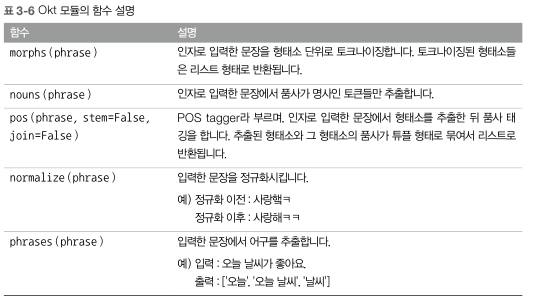 표 3-6 Okt 모듈의 함수 설명
함수 설명
morphs(phrase) 인자로 입력한 문장을 형태소 단위로 토크나이징합니다. 토크나이징된 형태소들
은 리스트 형태로 반환됩니다.
nouns(phrase) 인자로 입력한 문장에서 품사가 명사인 토큰들만 추출합니다.
pos(phrase, stem=False, POS tagger라 부르며, 인자로 입력한 문장에서 형태소를 추출한 뒤 품사 태
join=False) 깅을 합니다. 추출된 형태소와 그 형태소의 품사가 튜플 형태로 묶여서 리스트로
반환됩니다.
normalize(phrase) 입력한 문장을 정규화시킵니다.
예) 정규화 이전 : 사랑햌ㅋ
정규화 이후 : 사랑해ㅋㅋ
phrases(phrase) 입력한 문장에서 어구를 추출합니다.
예) 입력 : 오늘 날씨가 좋아요.
출력 : ['오늘', '오늘 날씨', '날씨']